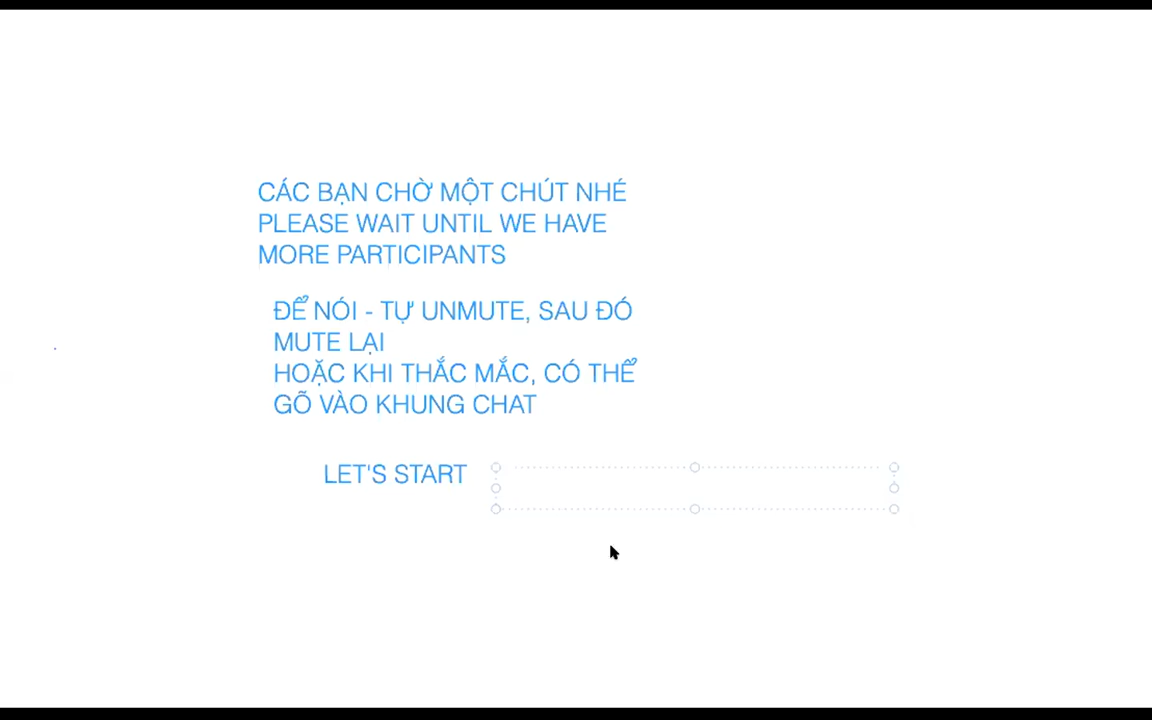 CÁC BẠN CHỜ MỘT CHÚT NHÉ
PLEASE WAIT UNTIL WE HAVE
MORE PARTICIPANTS
ĐỂ NÓI - TỰ UNMUTE, SAU ĐÓ
MUTE LẠI
HOẶC KHI THẮC MẮC, CÓ THỂ
GÕ VÀO KHUNG CHAT
LET'S START